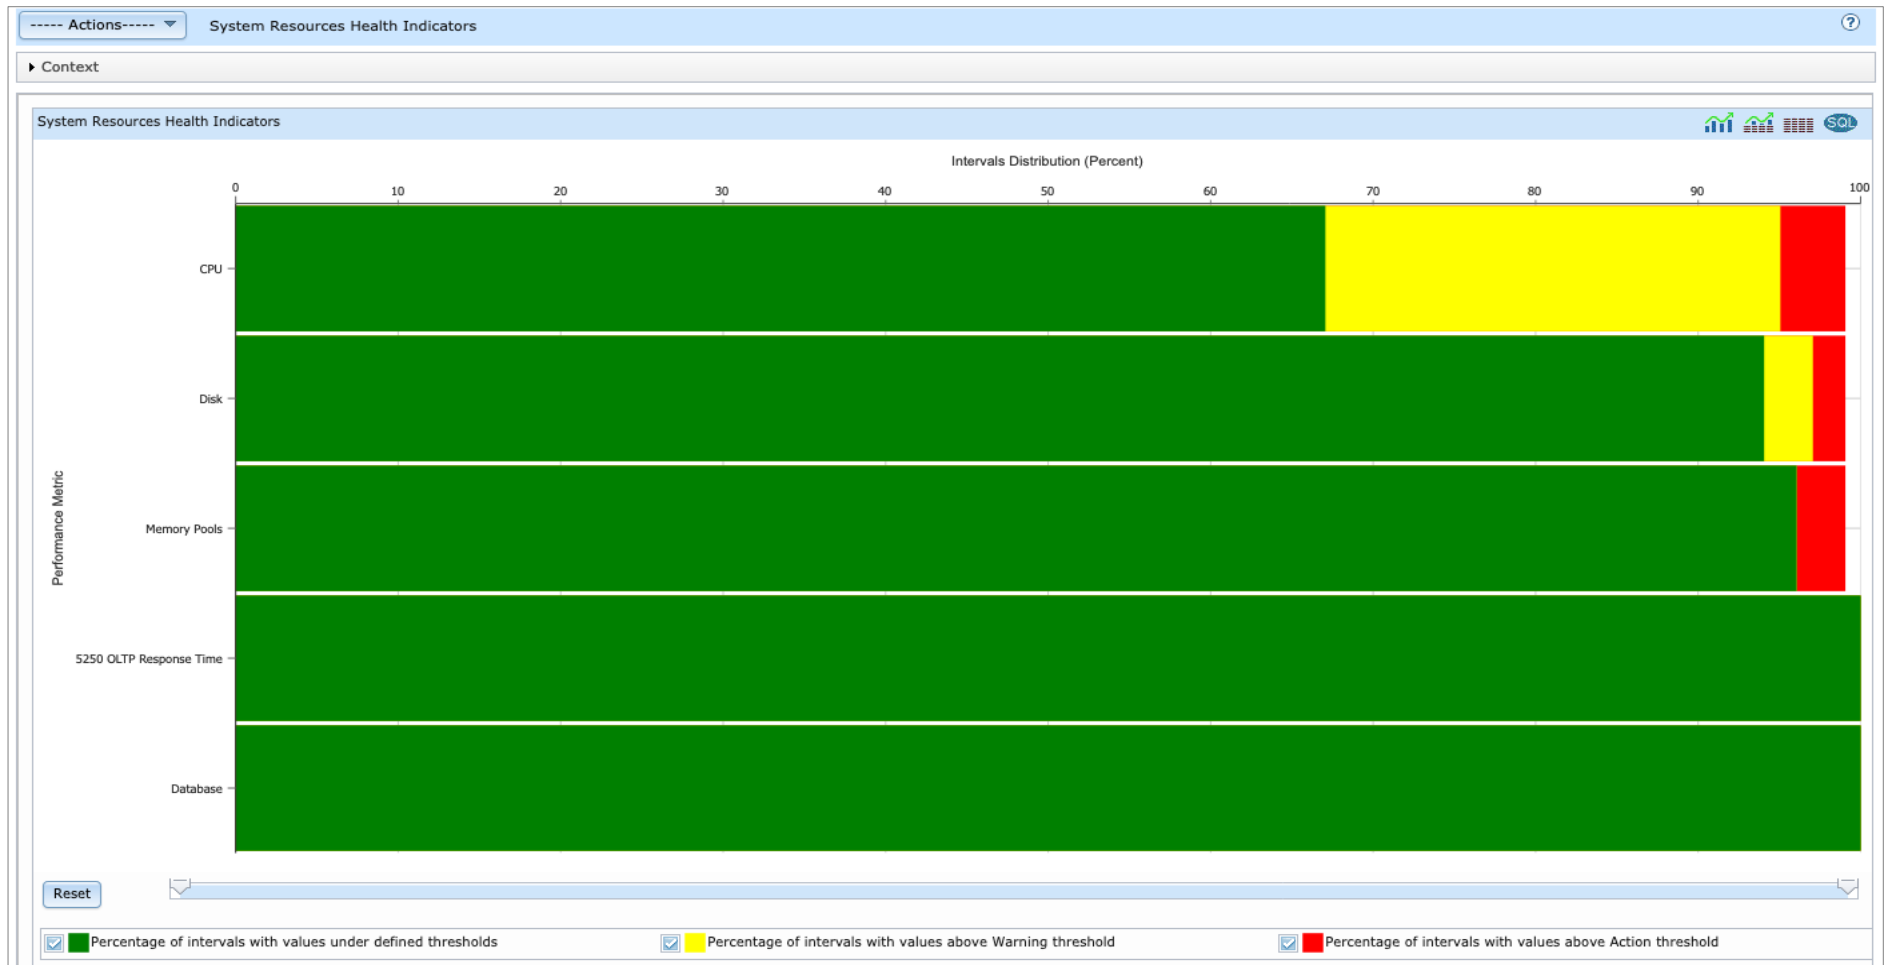 ----- Actions-----
System Resources Health Indicators
?
Context
System Resources Health Indicators
SQL
Intervals Distribution (Percent)
0 10 20 30 40 50 60 70 80 90 100
Performance Metric
CPU
Disk
Memory Pools
5250 OLTP Response Time
Database
Reset
Percentage of intervals with values under defined thresholds
Percentage of intervals with values above Warning threshold
Percentage of intervals with values above Action threshold